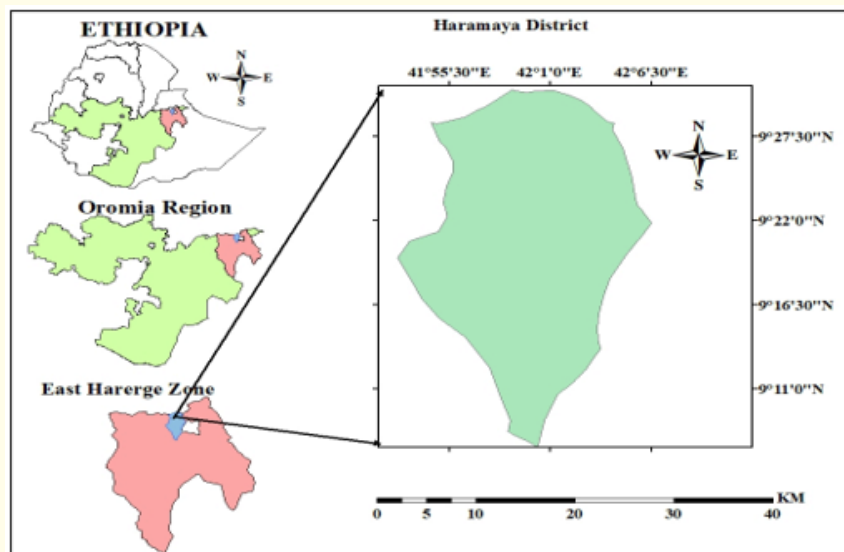 ETHIOPIA
N
W E
S
Oromia Region
East Harerge Zone
Haramaya District
41°55'30"E 42°1'0"E 42°6'30"E
N
W E
S
9°27'30"N
9°22'0"N
9°16'30"N
9°11'0"N
KM
0 5 10 20 30 40